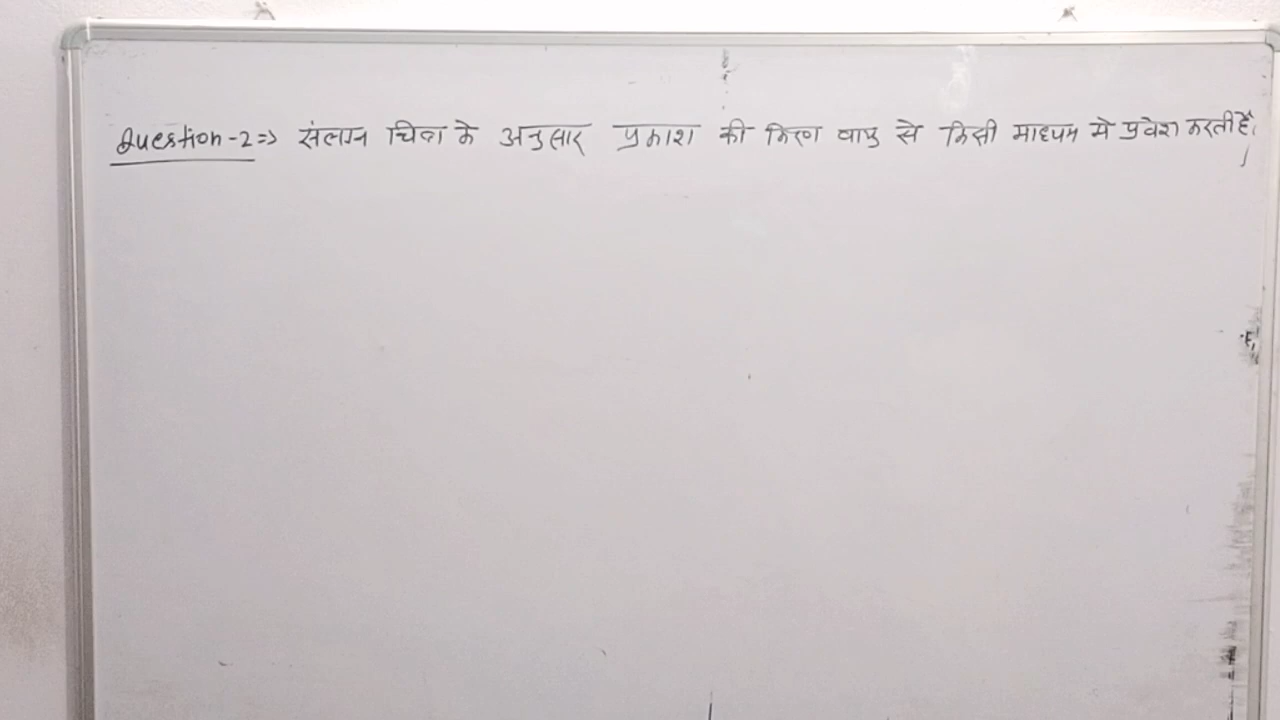 Question-2⇒ संलग्न चित्र के अनुसार प्रकाश की किरण वायु से किसी माध्यम मे प्रवेश करती है,